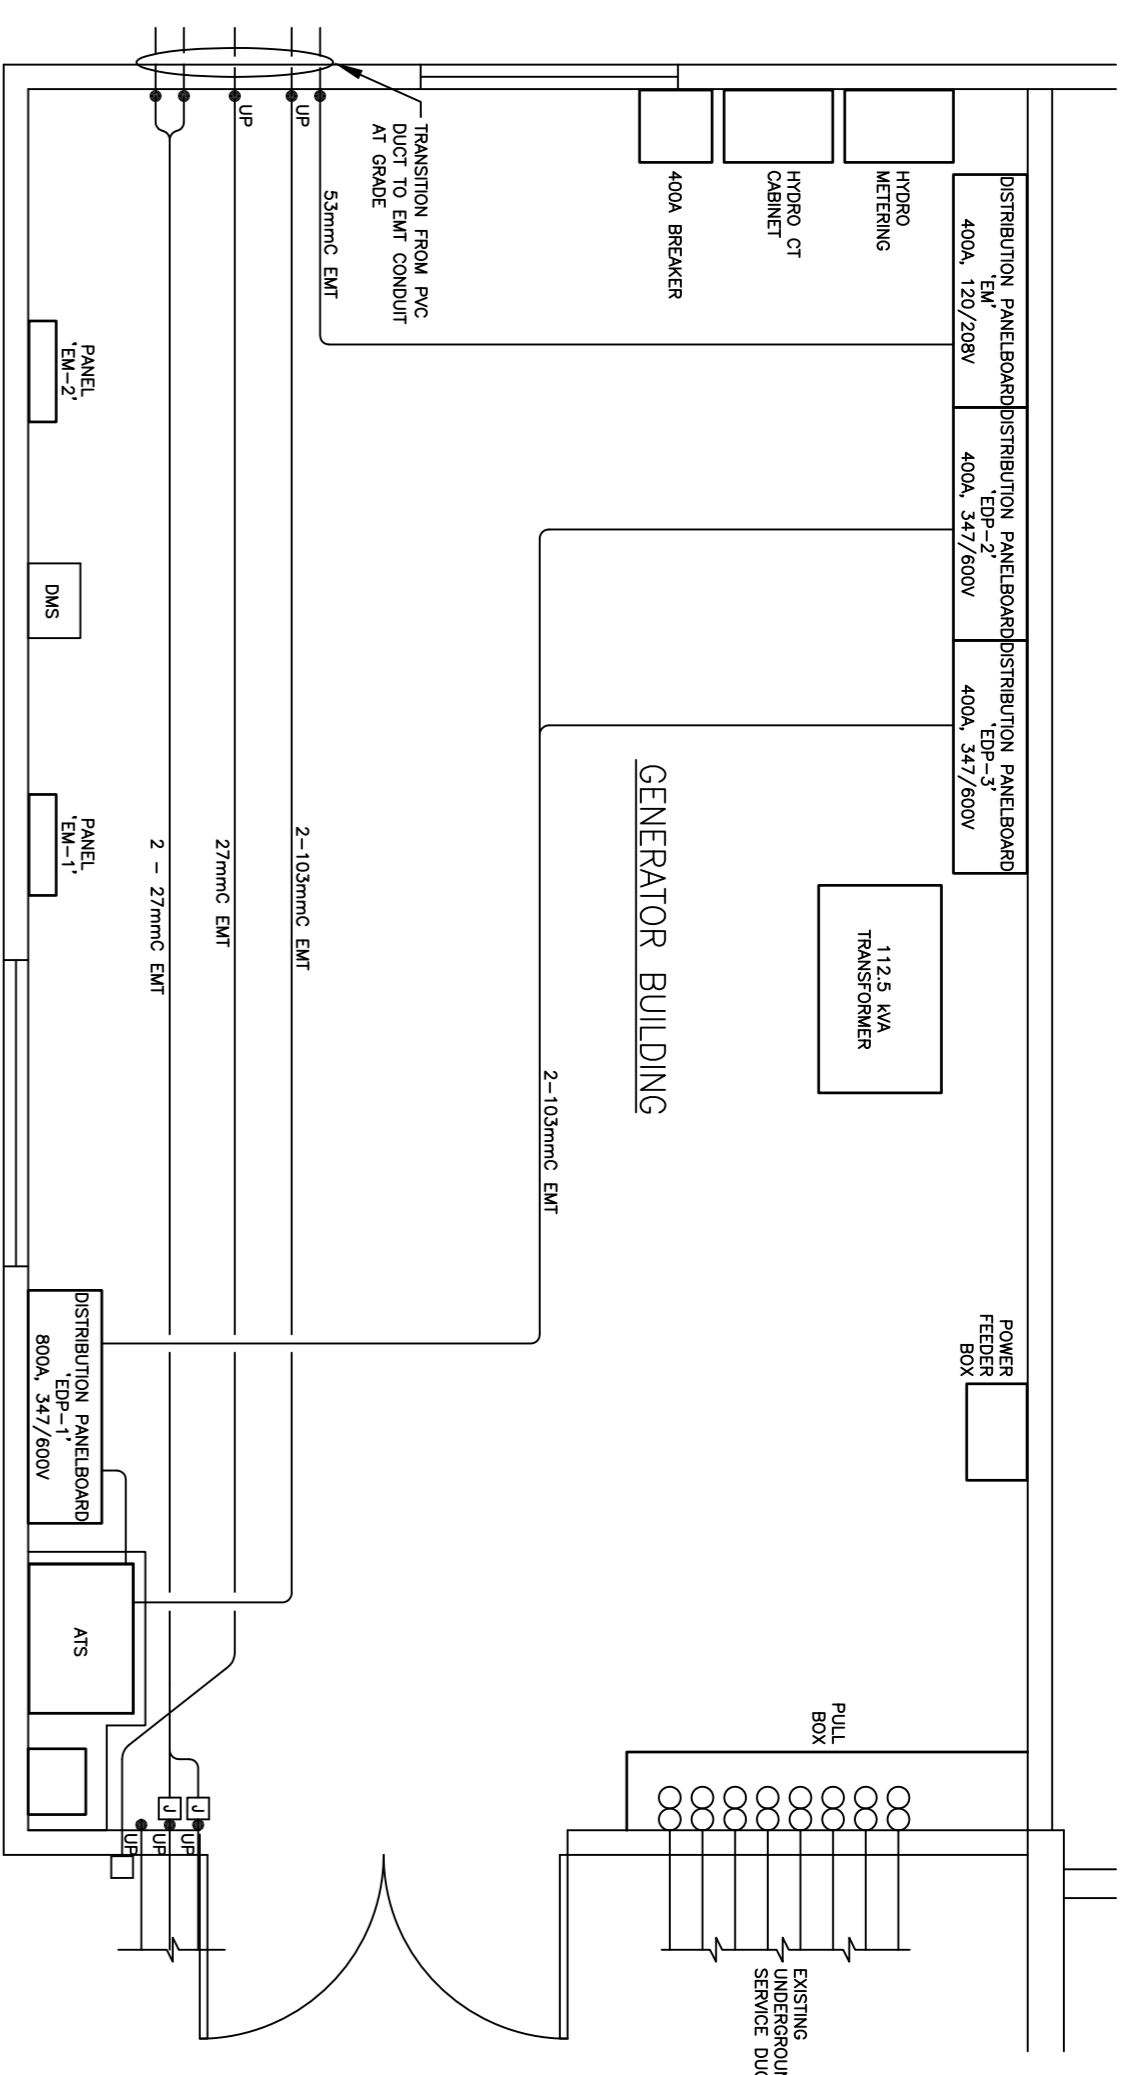 UP
UP
TRANSITION FROM PVC
DUCT TO EMT CONDUIT
AT GRADE
53mmC EMT
400A BREAKER
HYDRO CT
CABINET
HYDRO
METERING
DISTRIBUTION PANELBOARD
'EM'
400A, 120/208V
DISTRIBUTION PANELBOARD
'EDP-2'
400A, 347/600V
DISTRIBUTION PANELBOARD
'EDP-3'
400A, 347/600V
PANEL
'EM-2'
DMS
PANEL
'EM-1'
2 - 27mmC EMT
27mmC EMT
2-103mmC EMT
GENERATOR BUILDING
112.5 kVA
TRANSFORMER
2-103mmC EMT
POWER
FEEDER
BOX
DISTRIBUTION PANELBOARD
'EDP-1'
800A, 347/600V
ATS
PULL
BOX
J
J
UP
UP
UP
EXISTING
UNDERGROUN
SERVICE DUC